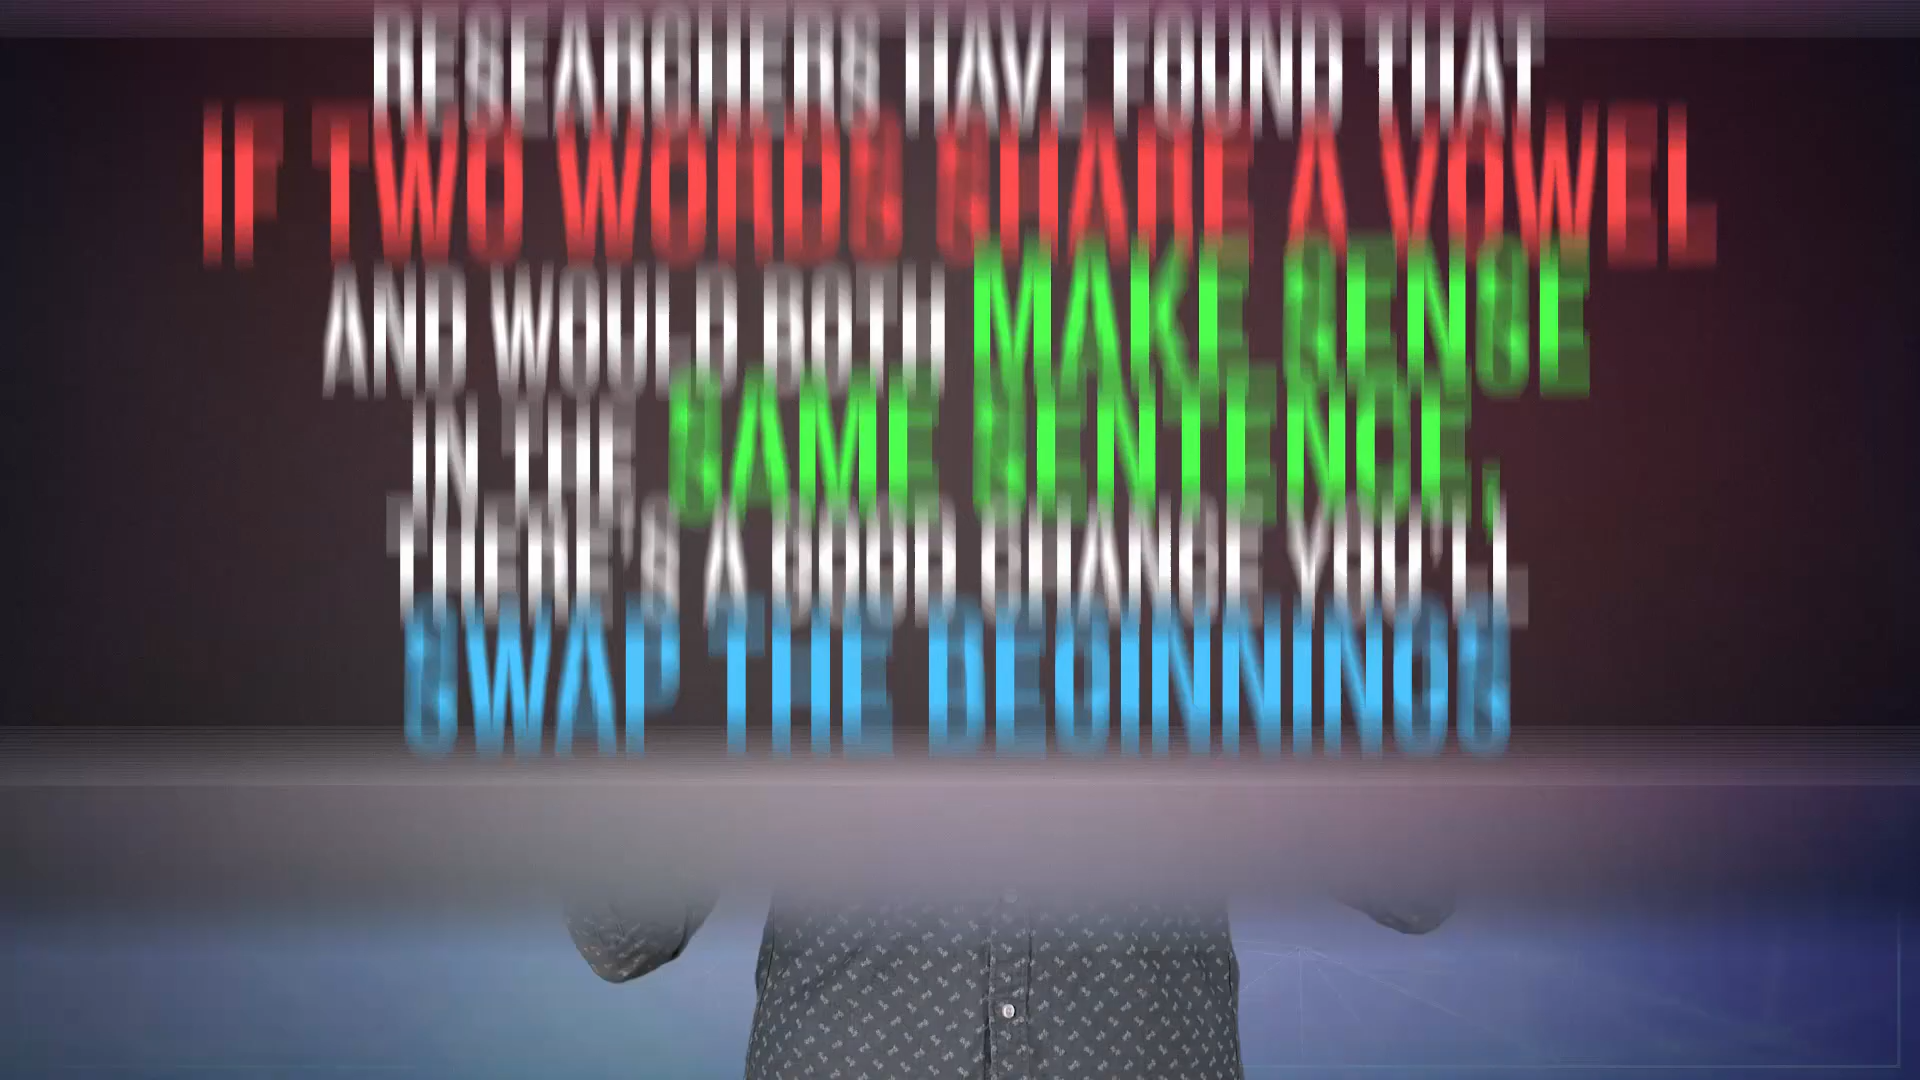 RESEARCHERS HAVE FOUND THAT
IF TWO WORDS SHARE A VOWEL
AND WOULD BOTH MAKE SENSE
IN THE SAME SENTENCE,
THERE'S A GOOD CHANCE YOU'LL
SWAP THE BEGINNINGS